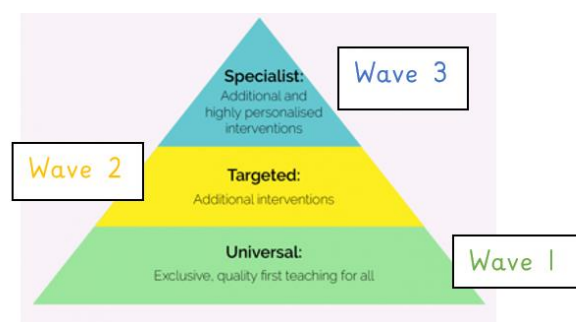 Specialist:
Additional and
highly personalised
interventions
Wave 3
Wave 2
Targeted:
Additional interventions
Universal:
Exclusive, quality first teaching for all
Wave 1